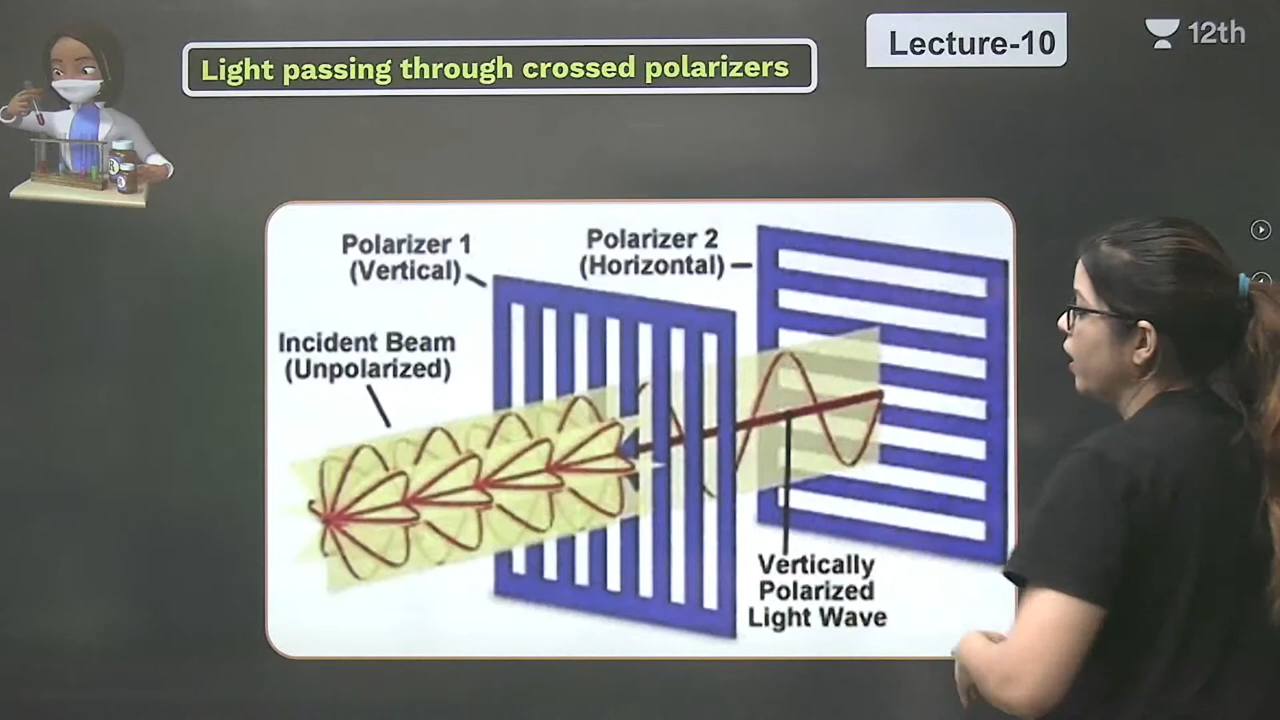 Light passing through crossed polarizers
Lecture-10
12th
Polarizer 1
(Vertical)
Polarizer 2
(Horizontal)
Incident Beam
(Unpolarized)
Vertically
Polarized
Light Wave